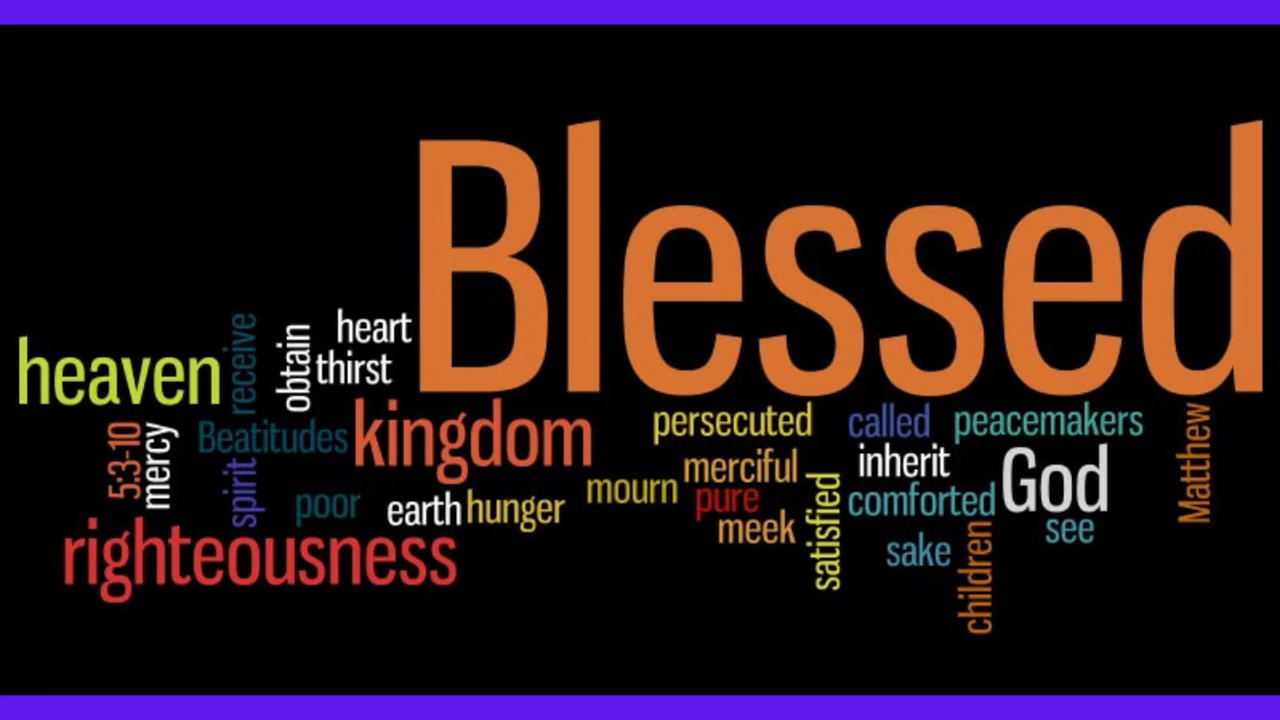 Blessed
heart
receive
obtain
thirst
heaven
kingdom
Beatitudes
5:3-10
mercy
spirit
poor
earth
hunger
righteousness
persecuted
called
peacemakers
Matthew
merciful
inherit
God
mourn
pure
satisfied
comforted
meek
see
sake
children